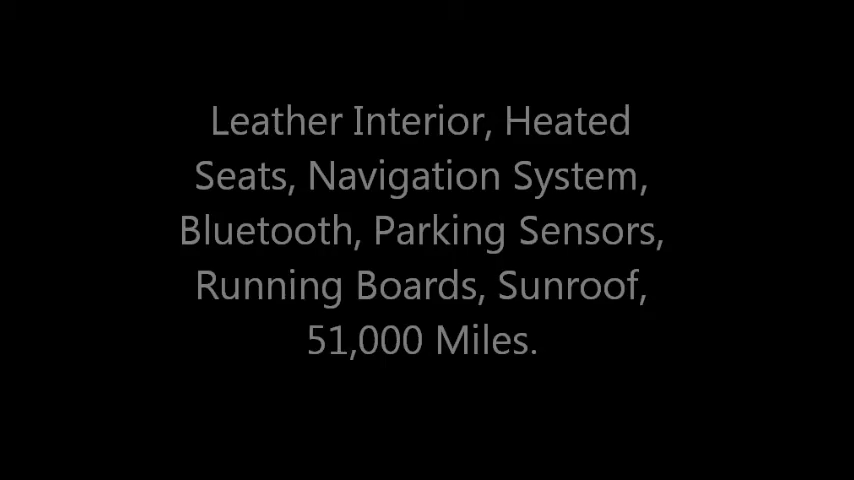 Leather Interior, Heated
Seats, Navigation System,
Bluetooth, Parking Sensors,
Running Boards, Sunroof,
51,000 Miles.